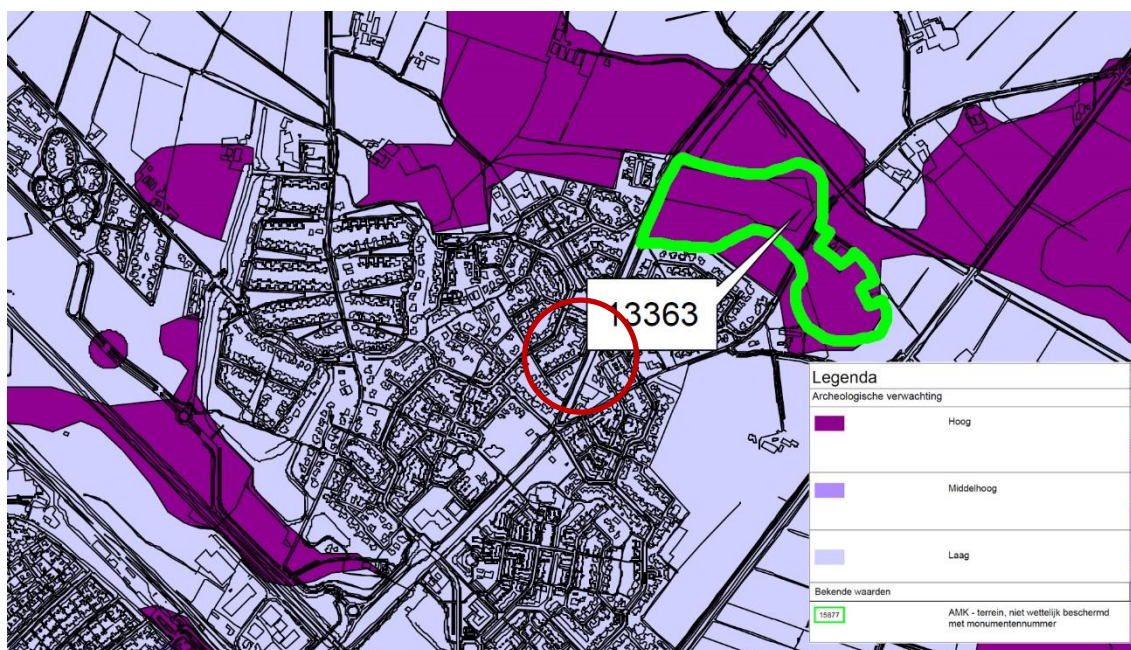 13363
Legenda
Archeologische verwachting
Hoog
Middelhoog
Laag
Bekende waarden
15877
AMK - terrein, niet wettelijk beschermd
met monumentennummer